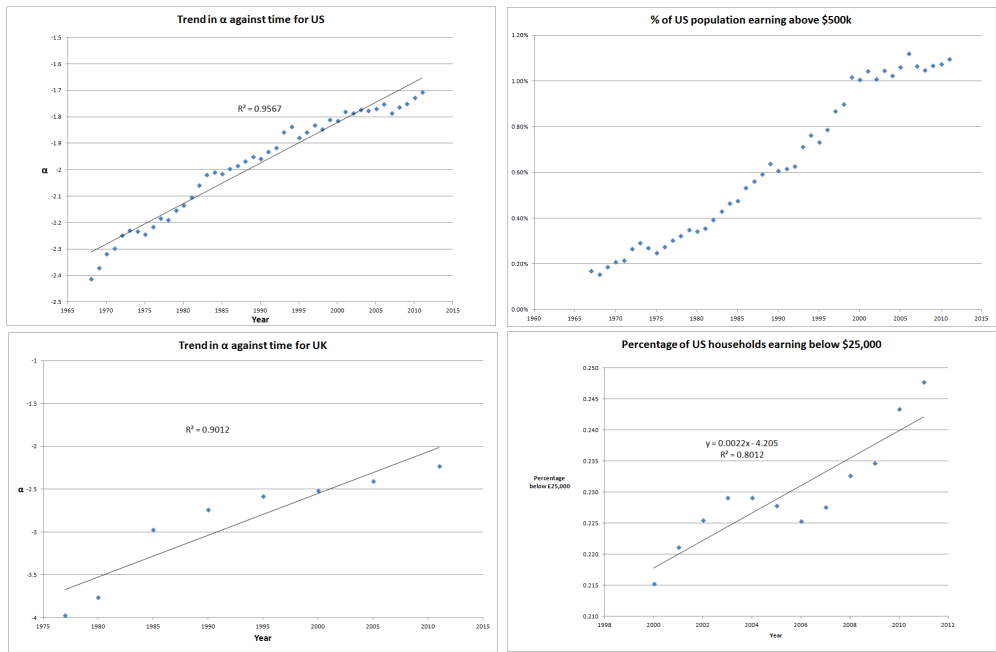 Trend in α against time for US
-1.5
-1.6
-1.7
-1.8
-1.9
-2
-2.1
-2.2
-2.3
-2.4
-2.5
α
R² = 0.9567
1965 1970 1975 1980 1985 1990 1995 2000 2005 2010 2015
Year
% of US population earning above $500k
1.20%
1.00%
0.80%
0.60%
0.40%
0.20%
0.00%
1960 1965 1970 1975 1980 1985 1990 1995 2000 2005 2010 2015
Trend in α against time for UK
-1
-1.5
-2
-2.5
-3
-3.5
-4
α
R² = 0.9012
1975 1980 1985 1990 1995 2000 2005 2010 2015
Year
Percentage of US households earning below $25,000
0.250
0.245
0.240
0.235
0.230
0.225
0.220
0.215
0.210
Percentage
below £25,000
y = 0.0022x - 4.205
R² = 0.8012
1998 2000 2002 2004 2006 2008 2010 2012
Year